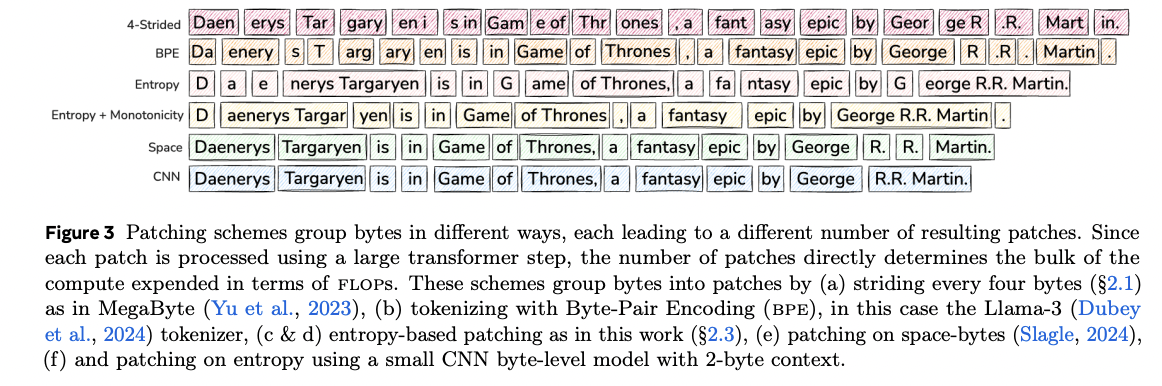 4-Strided Daen erys Tar gary en i s in Gam e of Thr ones , a fant asy epic by Geor ge R .R. Mart in.
BPE Da enery s T arg ary en is in Game of Thrones , a fantasy epic by George R .R . Martin .
Entropy D a e nerys Targaryen is in G ame of Thrones, a fa ntasy epic by G eorge R.R. Martin.
Entropy + Monotonicity D aenerys Targar yen is in Game of Thrones , a fantasy epic by George R.R. Martin .
Space Daenerys Targaryen is in Game of Thrones, a fantasy epic by George R. R. Martin.
CNN Daenerys Targaryen is in Game of Thrones, a fantasy epic by George R.R. Martin.
Figure 3 Patching schemes group bytes in different ways, each leading to a different number of resulting patches. Since
each patch is processed using a large transformer step, the number of patches directly determines the bulk of the
compute expended in terms of FLOPs. These schemes group bytes into patches by (a) striding every four bytes (§2.1)
as in MegaByte (Yu et al., 2023), (b) tokenizing with Byte-Pair Encoding (BPE), in this case the Llama-3 (Dubey
et al., 2024) tokenizer, (c & d) entropy-based patching as in this work (§2.3), (e) patching on space-bytes (Slagle, 2024),
(f) and patching on entropy using a small CNN byte-level model with 2-byte context.